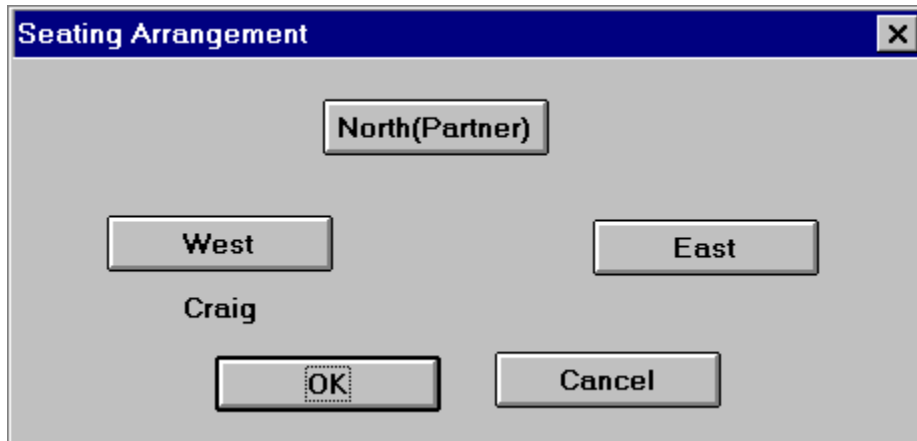 Seating Arrangement
North(Partner)
West
East
Craig
OK
Cancel